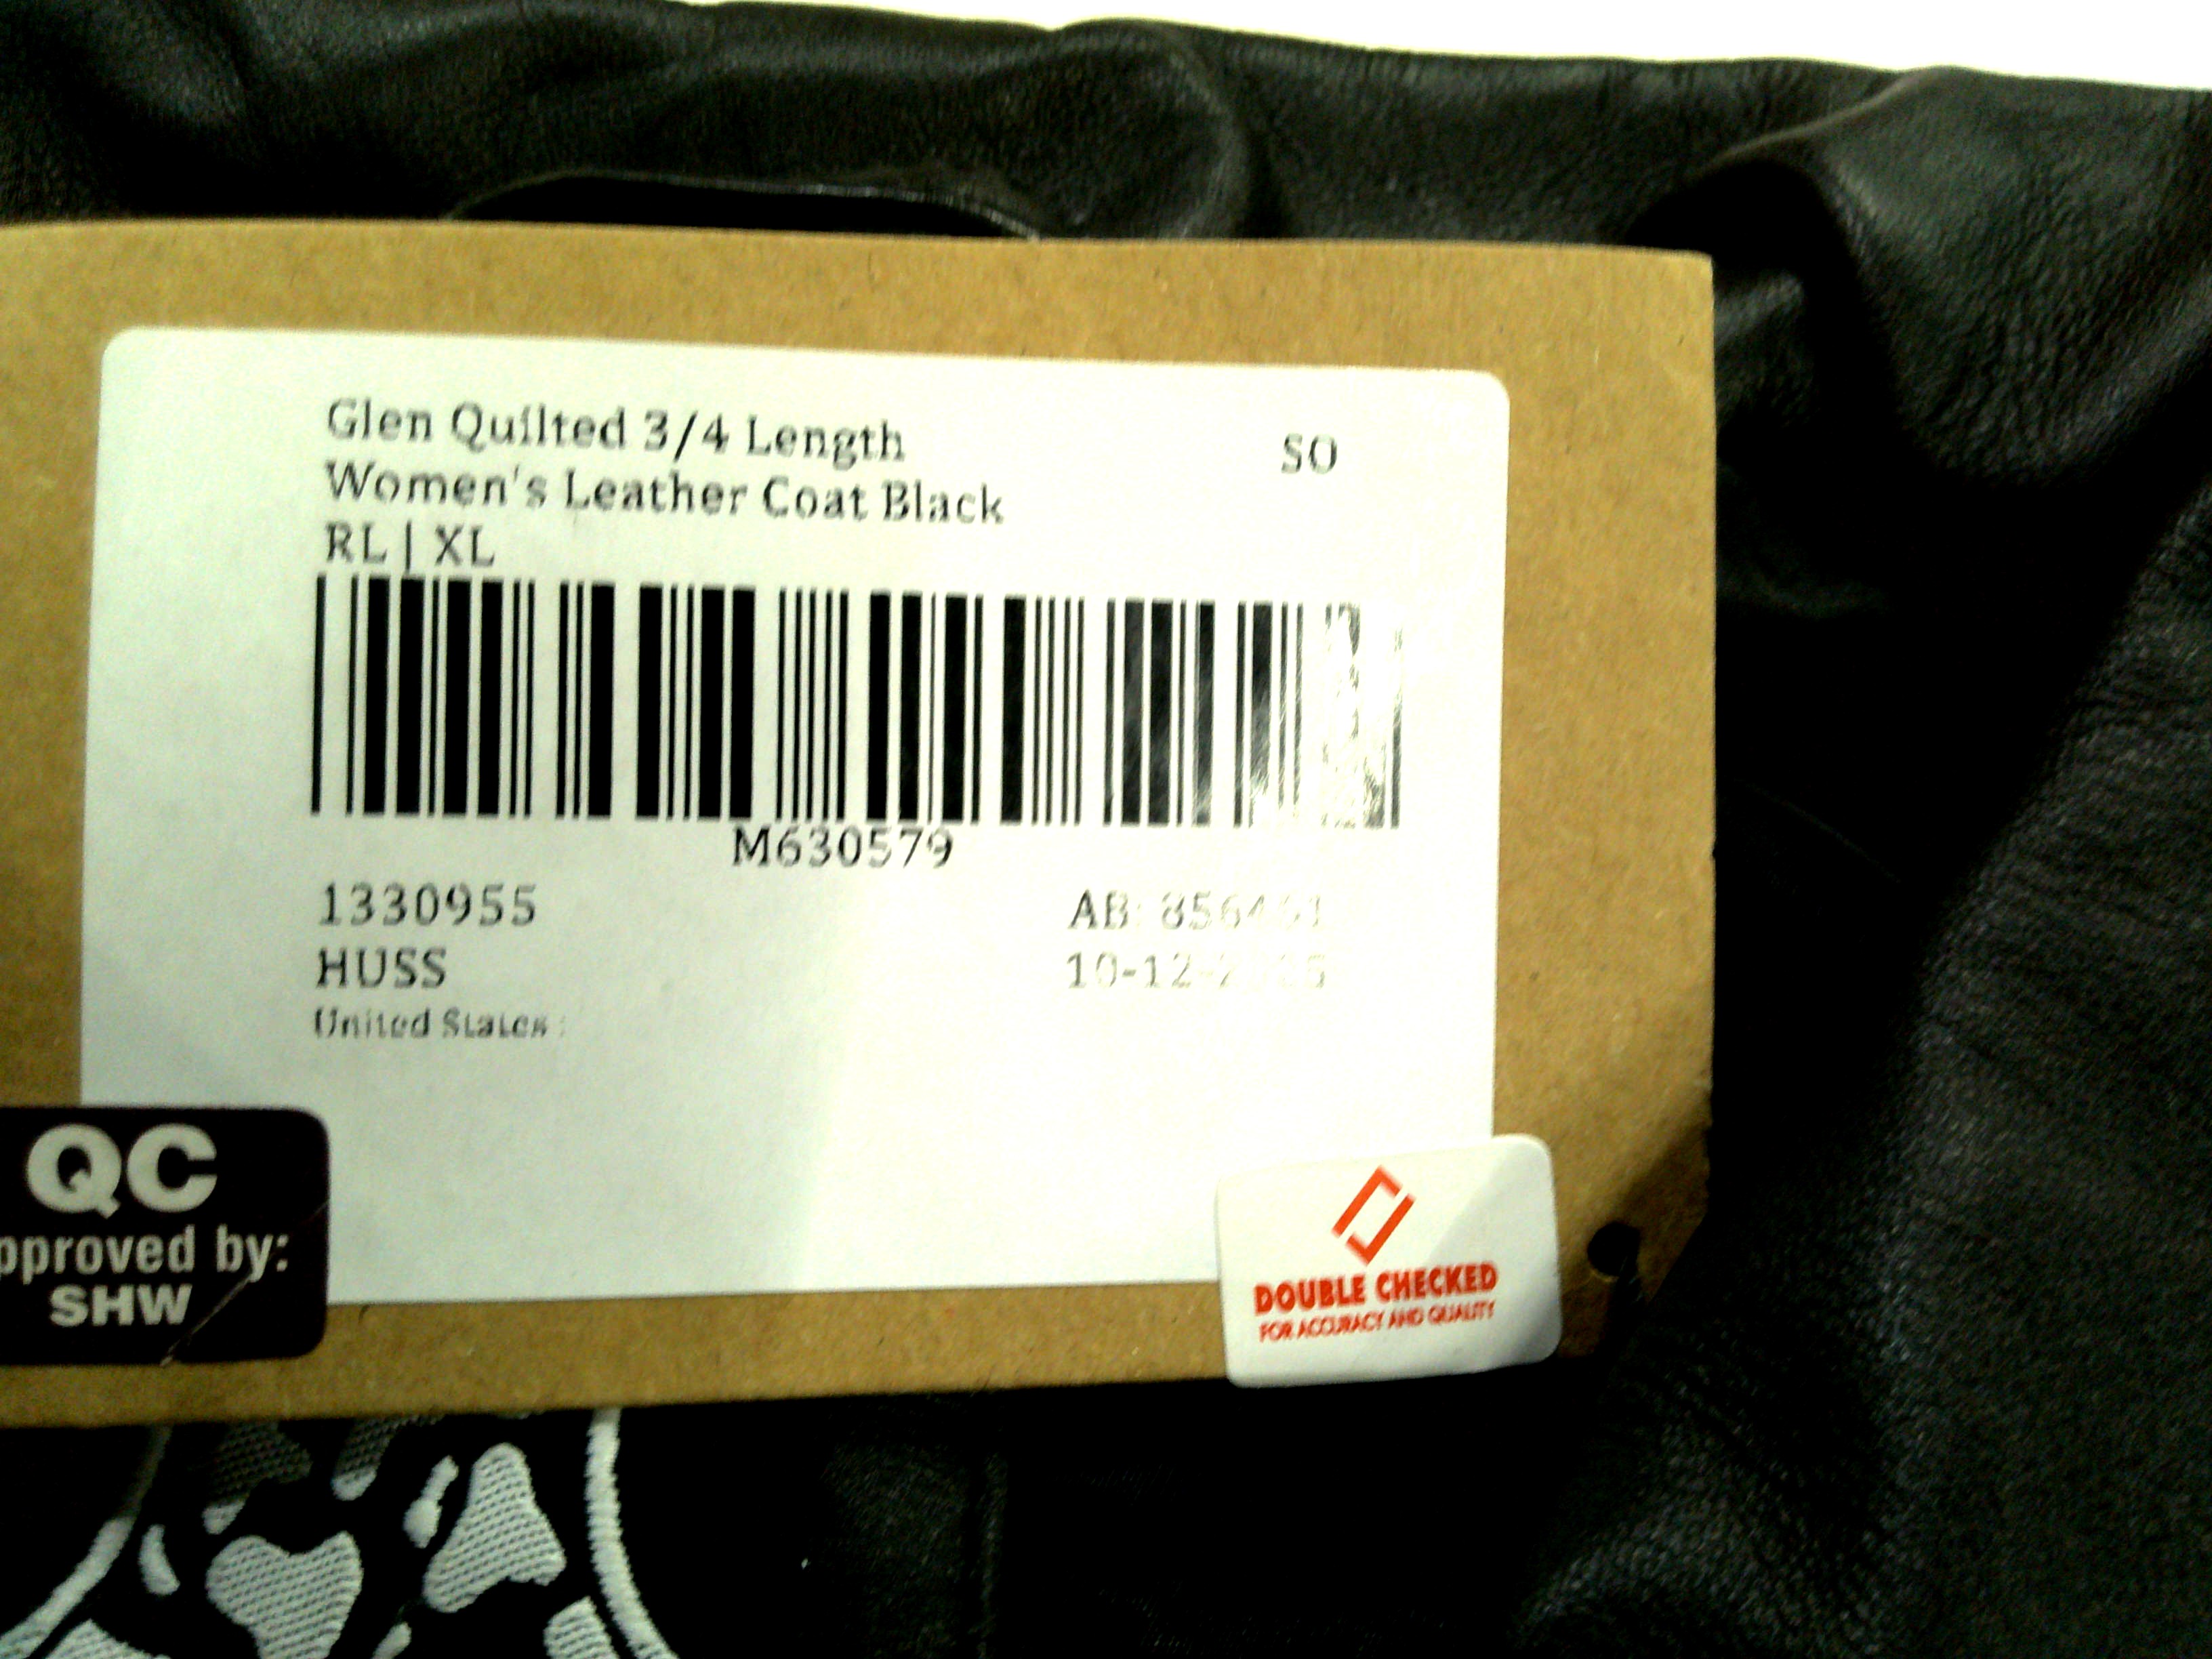 Glen Quilted 3/4 Length
SO
Women's Leather Coat Black
RL | XL
M630579
1330955
AB:
HUSS
United States
QC
pproved by:
SHW
DOUBLE CHECKED
FOR ACCURACY AND QUALITY